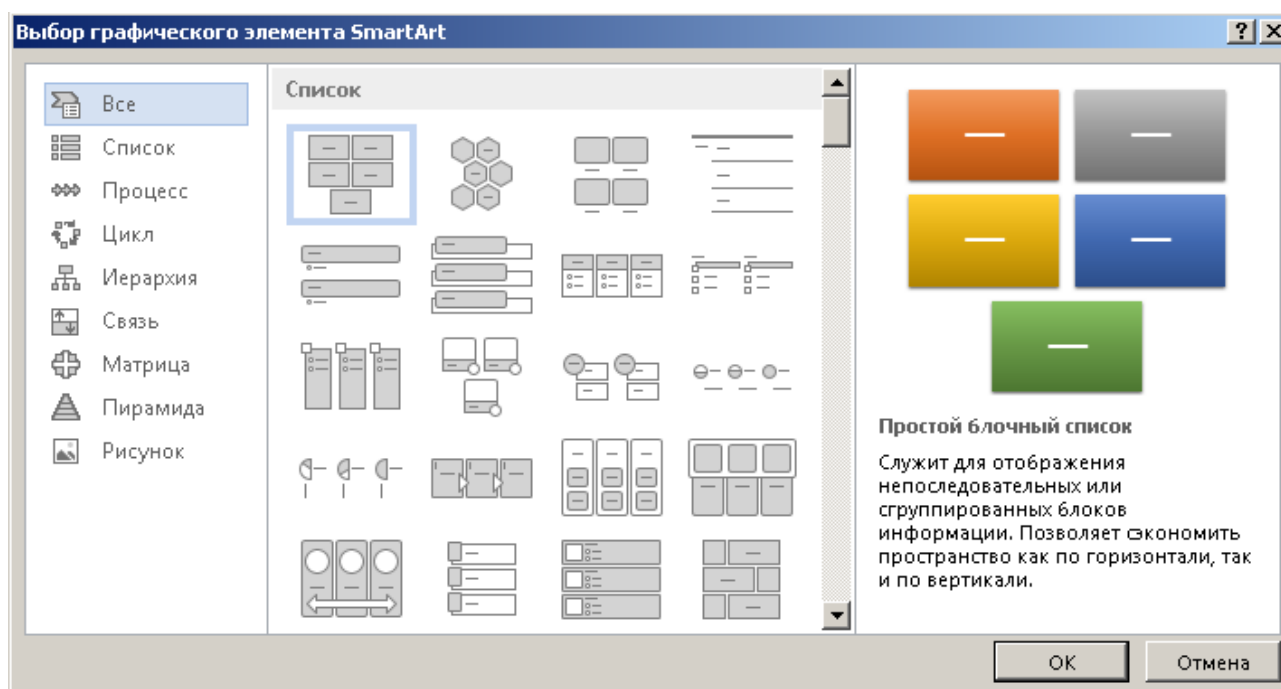 Выбор графического элемента SmartArt
Все
Список
Процесс
Цикл
Иерархия
Связь
Матрица
Пирамида
Рисунок
Список
Простой блочный список
Служит для отображения
непоследовательных или
сгруппированных блоков
информации. Позволяет сэкономить
пространство как по горизонтали, так
и по вертикали.
ОК
Отмена